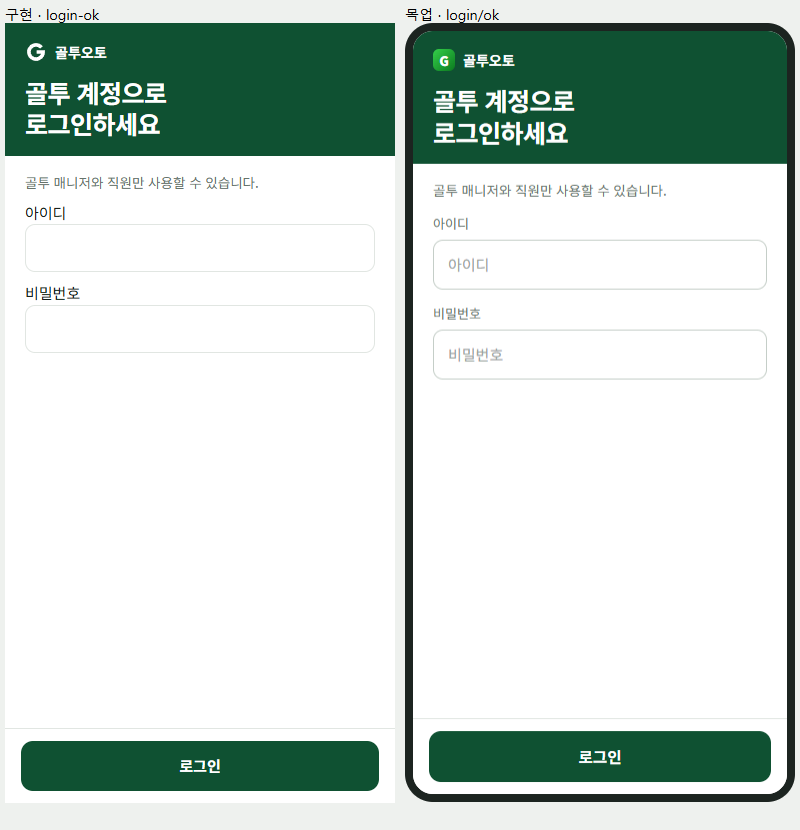 구현 · login-ok
G 골투오토
골투 계정으로
로그인하세요
골투 매니저와 직원만 사용할 수 있습니다.
아이디
비밀번호
로그인
목업 · login/ok
G 골투오토
골투 계정으로
로그인하세요
골투 매니저와 직원만 사용할 수 있습니다.
아이디
아이디
비밀번호
비밀번호
로그인